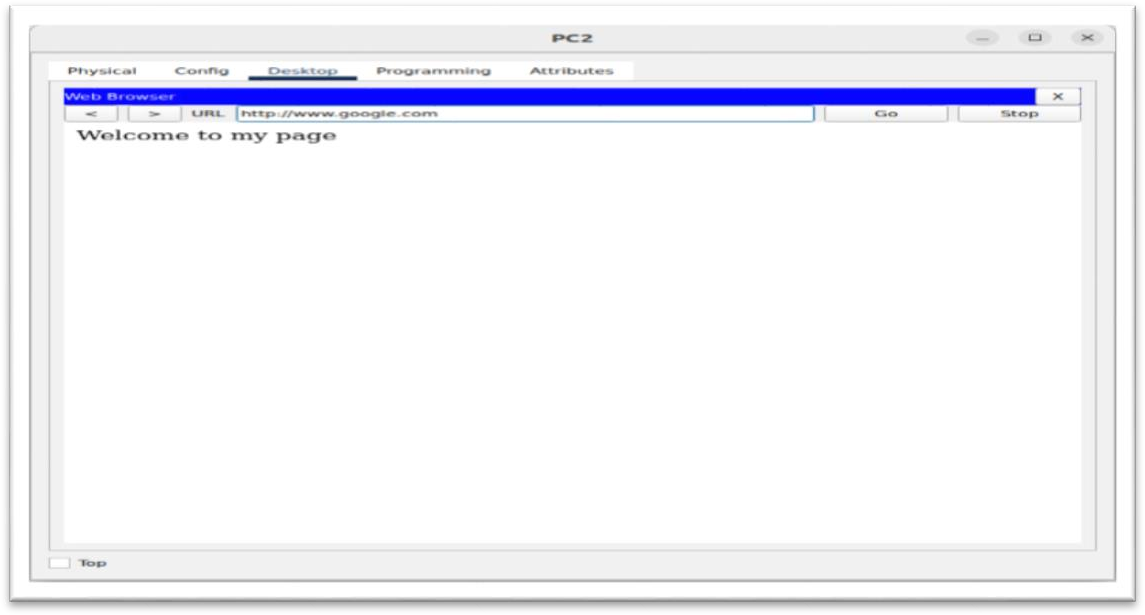 PC2
Physical Config Desktop Programming Attributes
Web Browser
< > URL http://www.google.com Go Stop
Welcome to my page
Top